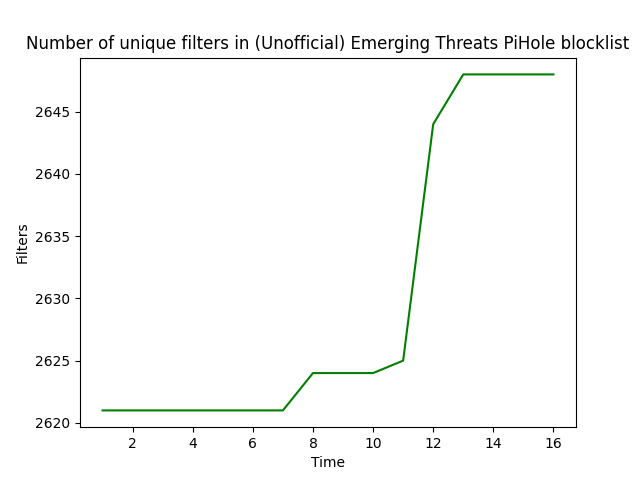 Number of unique filters in (Unofficial) Emerging Threats PiHole blocklist
2645
2640
2635
2630
2625
2620
Filters
2 4 6 8 10 12 14 16
Time